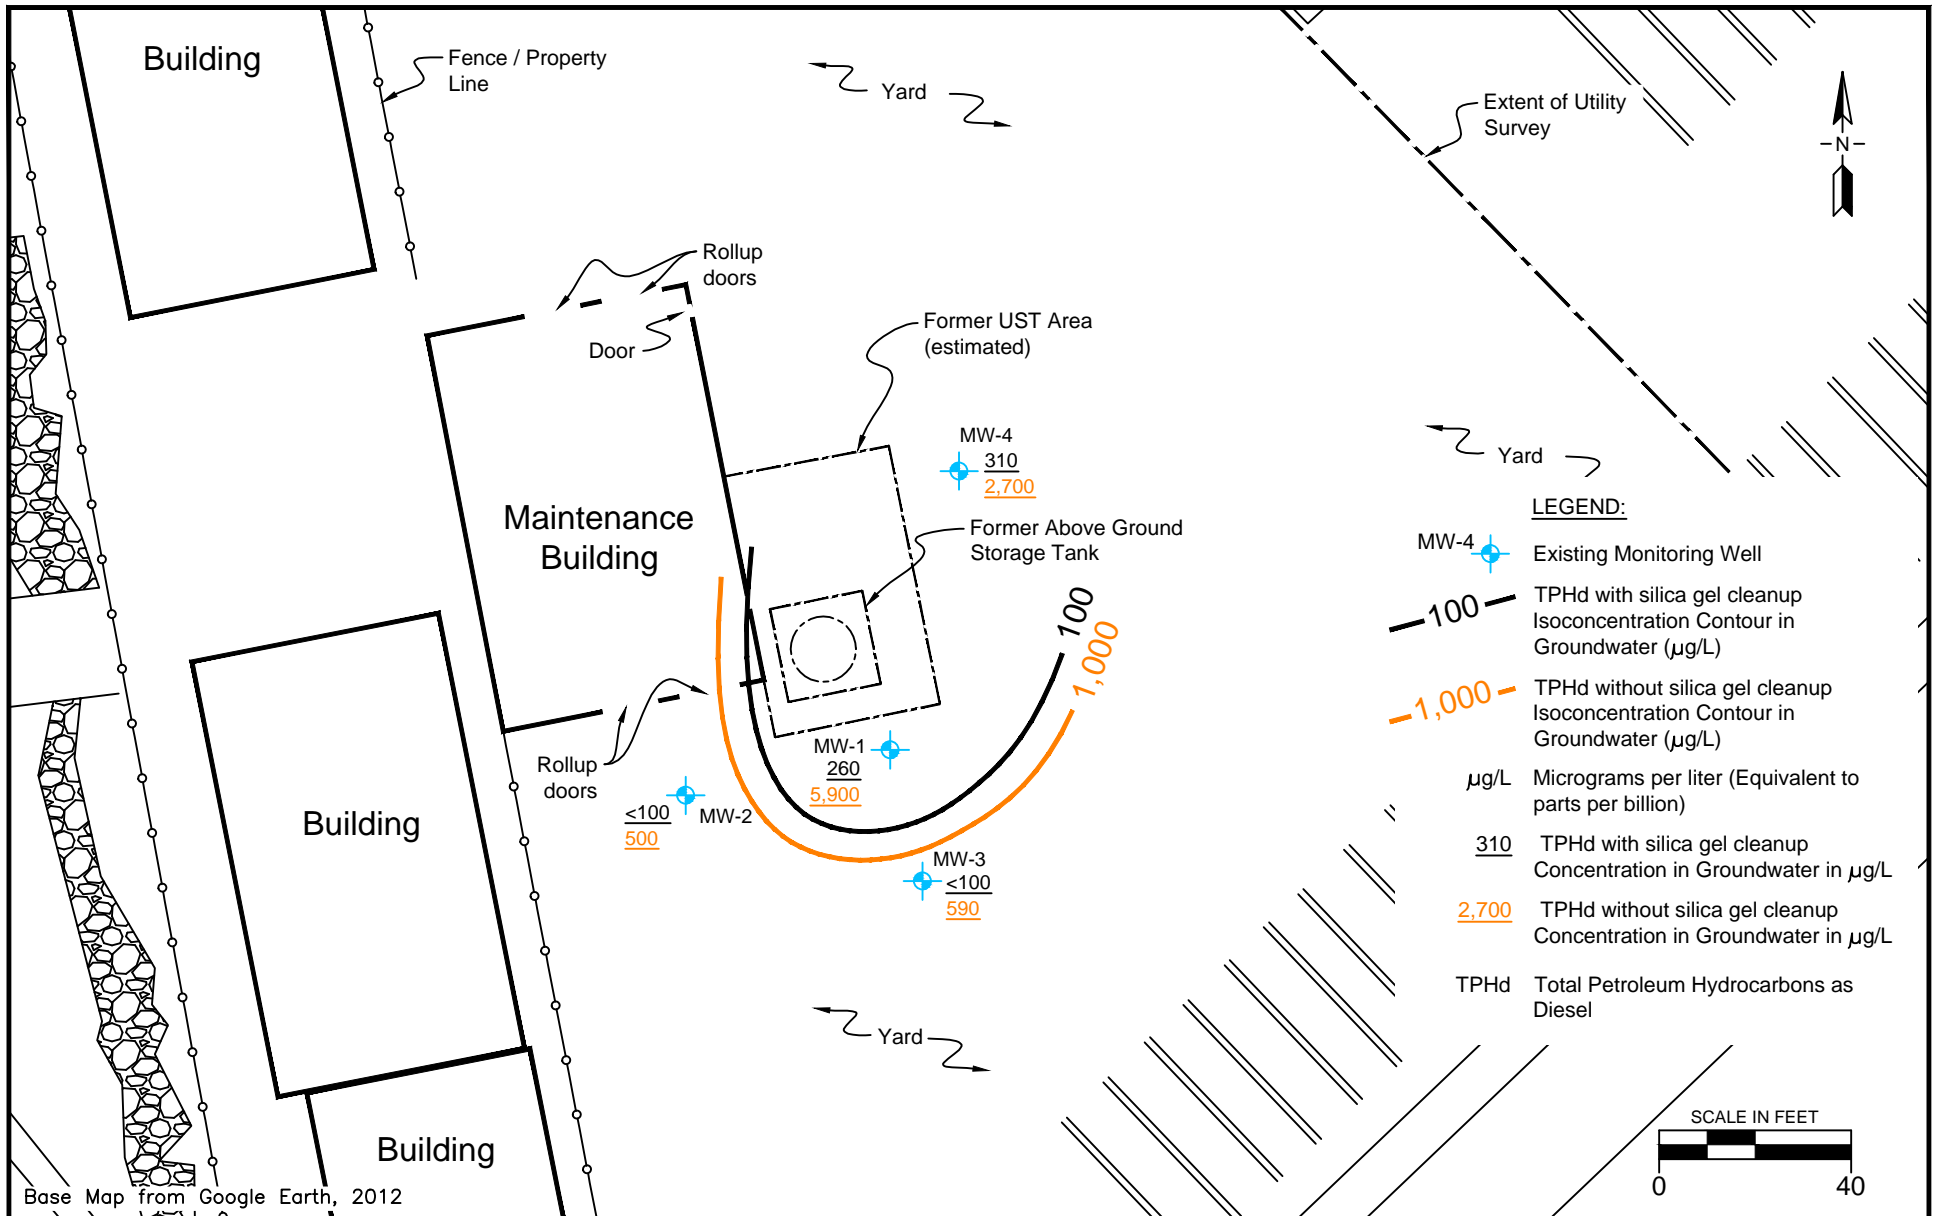 Building
Fence / Property
Line
Yard
Extent of Utility
Survey
N
Rollup
doors
Door
Former UST Area
(estimated)
MW-4
310
2,700
Maintenance
Building
Former Above Ground
Storage Tank
100
1,000
Yard
Rollup
doors
MW-1
260
5,900
<100
500
MW-2
MW-3
<100
590
Building
Yard
Building
LEGEND:
MW-4
Existing Monitoring Well
100
TPHd with silica gel cleanup
Isoconcentration Contour in
Groundwater (µg/L)
1,000
TPHd without silica gel cleanup
Isoconcentration Contour in
Groundwater (µg/L)
µg/L Micrograms per liter (Equivalent to
parts per billion)
310 TPHd with silica gel cleanup
Concentration in Groundwater in µg/L
2,700 TPHd without silica gel cleanup
Concentration in Groundwater in µg/L
TPHd Total Petroleum Hydrocarbons as
Diesel
SCALE IN FEET
0 40
Base Map from Google Earth, 2012